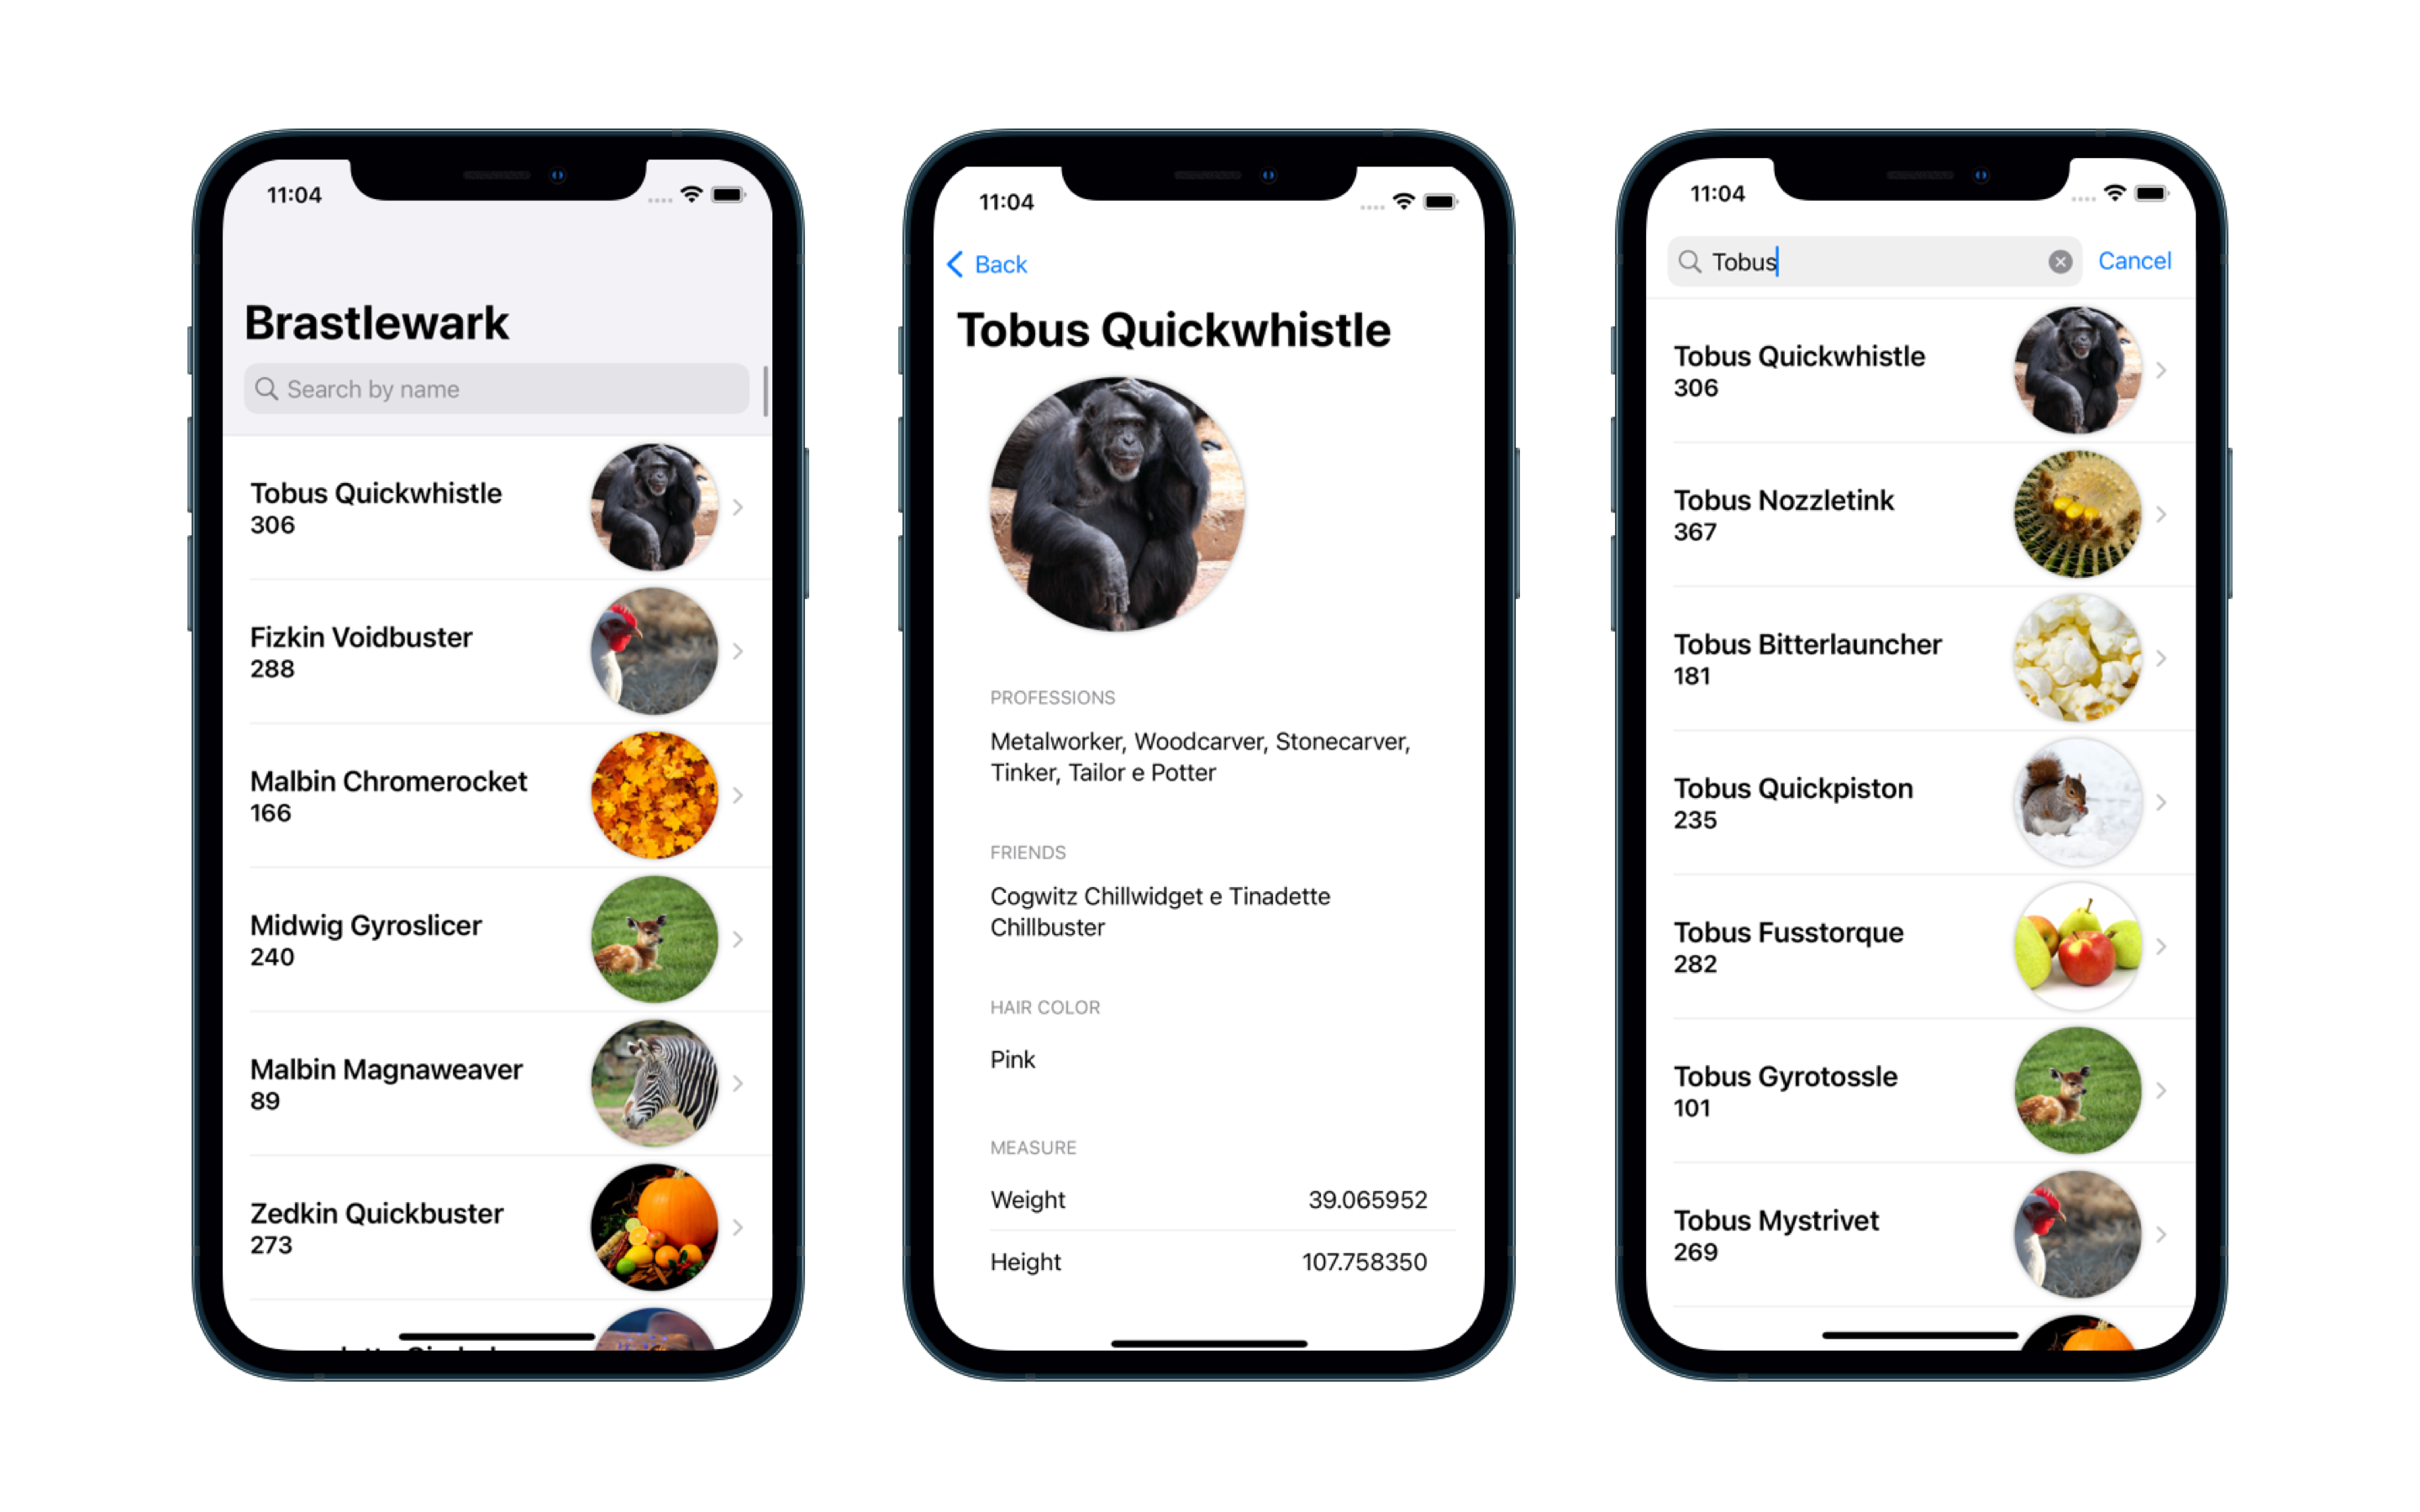 11:04
Brastlewark
Search by name
Tobus Quickwhistle
306
Fizkin Voidbuster
288
Malbin Chromerocket
166
Midwig Gyroslicer
240
Malbin Magnaweaver
89
Zedkin Quickbuster
273
11:04
Back
Tobus Quickwhistle
PROFESSIONS
Metalworker, Woodcarver, Stonecarver,
Tinker, Tailor e Potter
FRIENDS
Cogwitz Chillwidget e Tinadette
Chillbuster
HAIR COLOR
Pink
MEASURE
Weight 39.065952
Height 107.758350
11:04
Tobus Cancel
Tobus Quickwhistle
306
Tobus Nozzletink
367
Tobus Bitterlauncher
181
Tobus Quickpiston
235
Tobus Fusstorque
282
Tobus Gyrotossle
101
Tobus Mystrivet
269